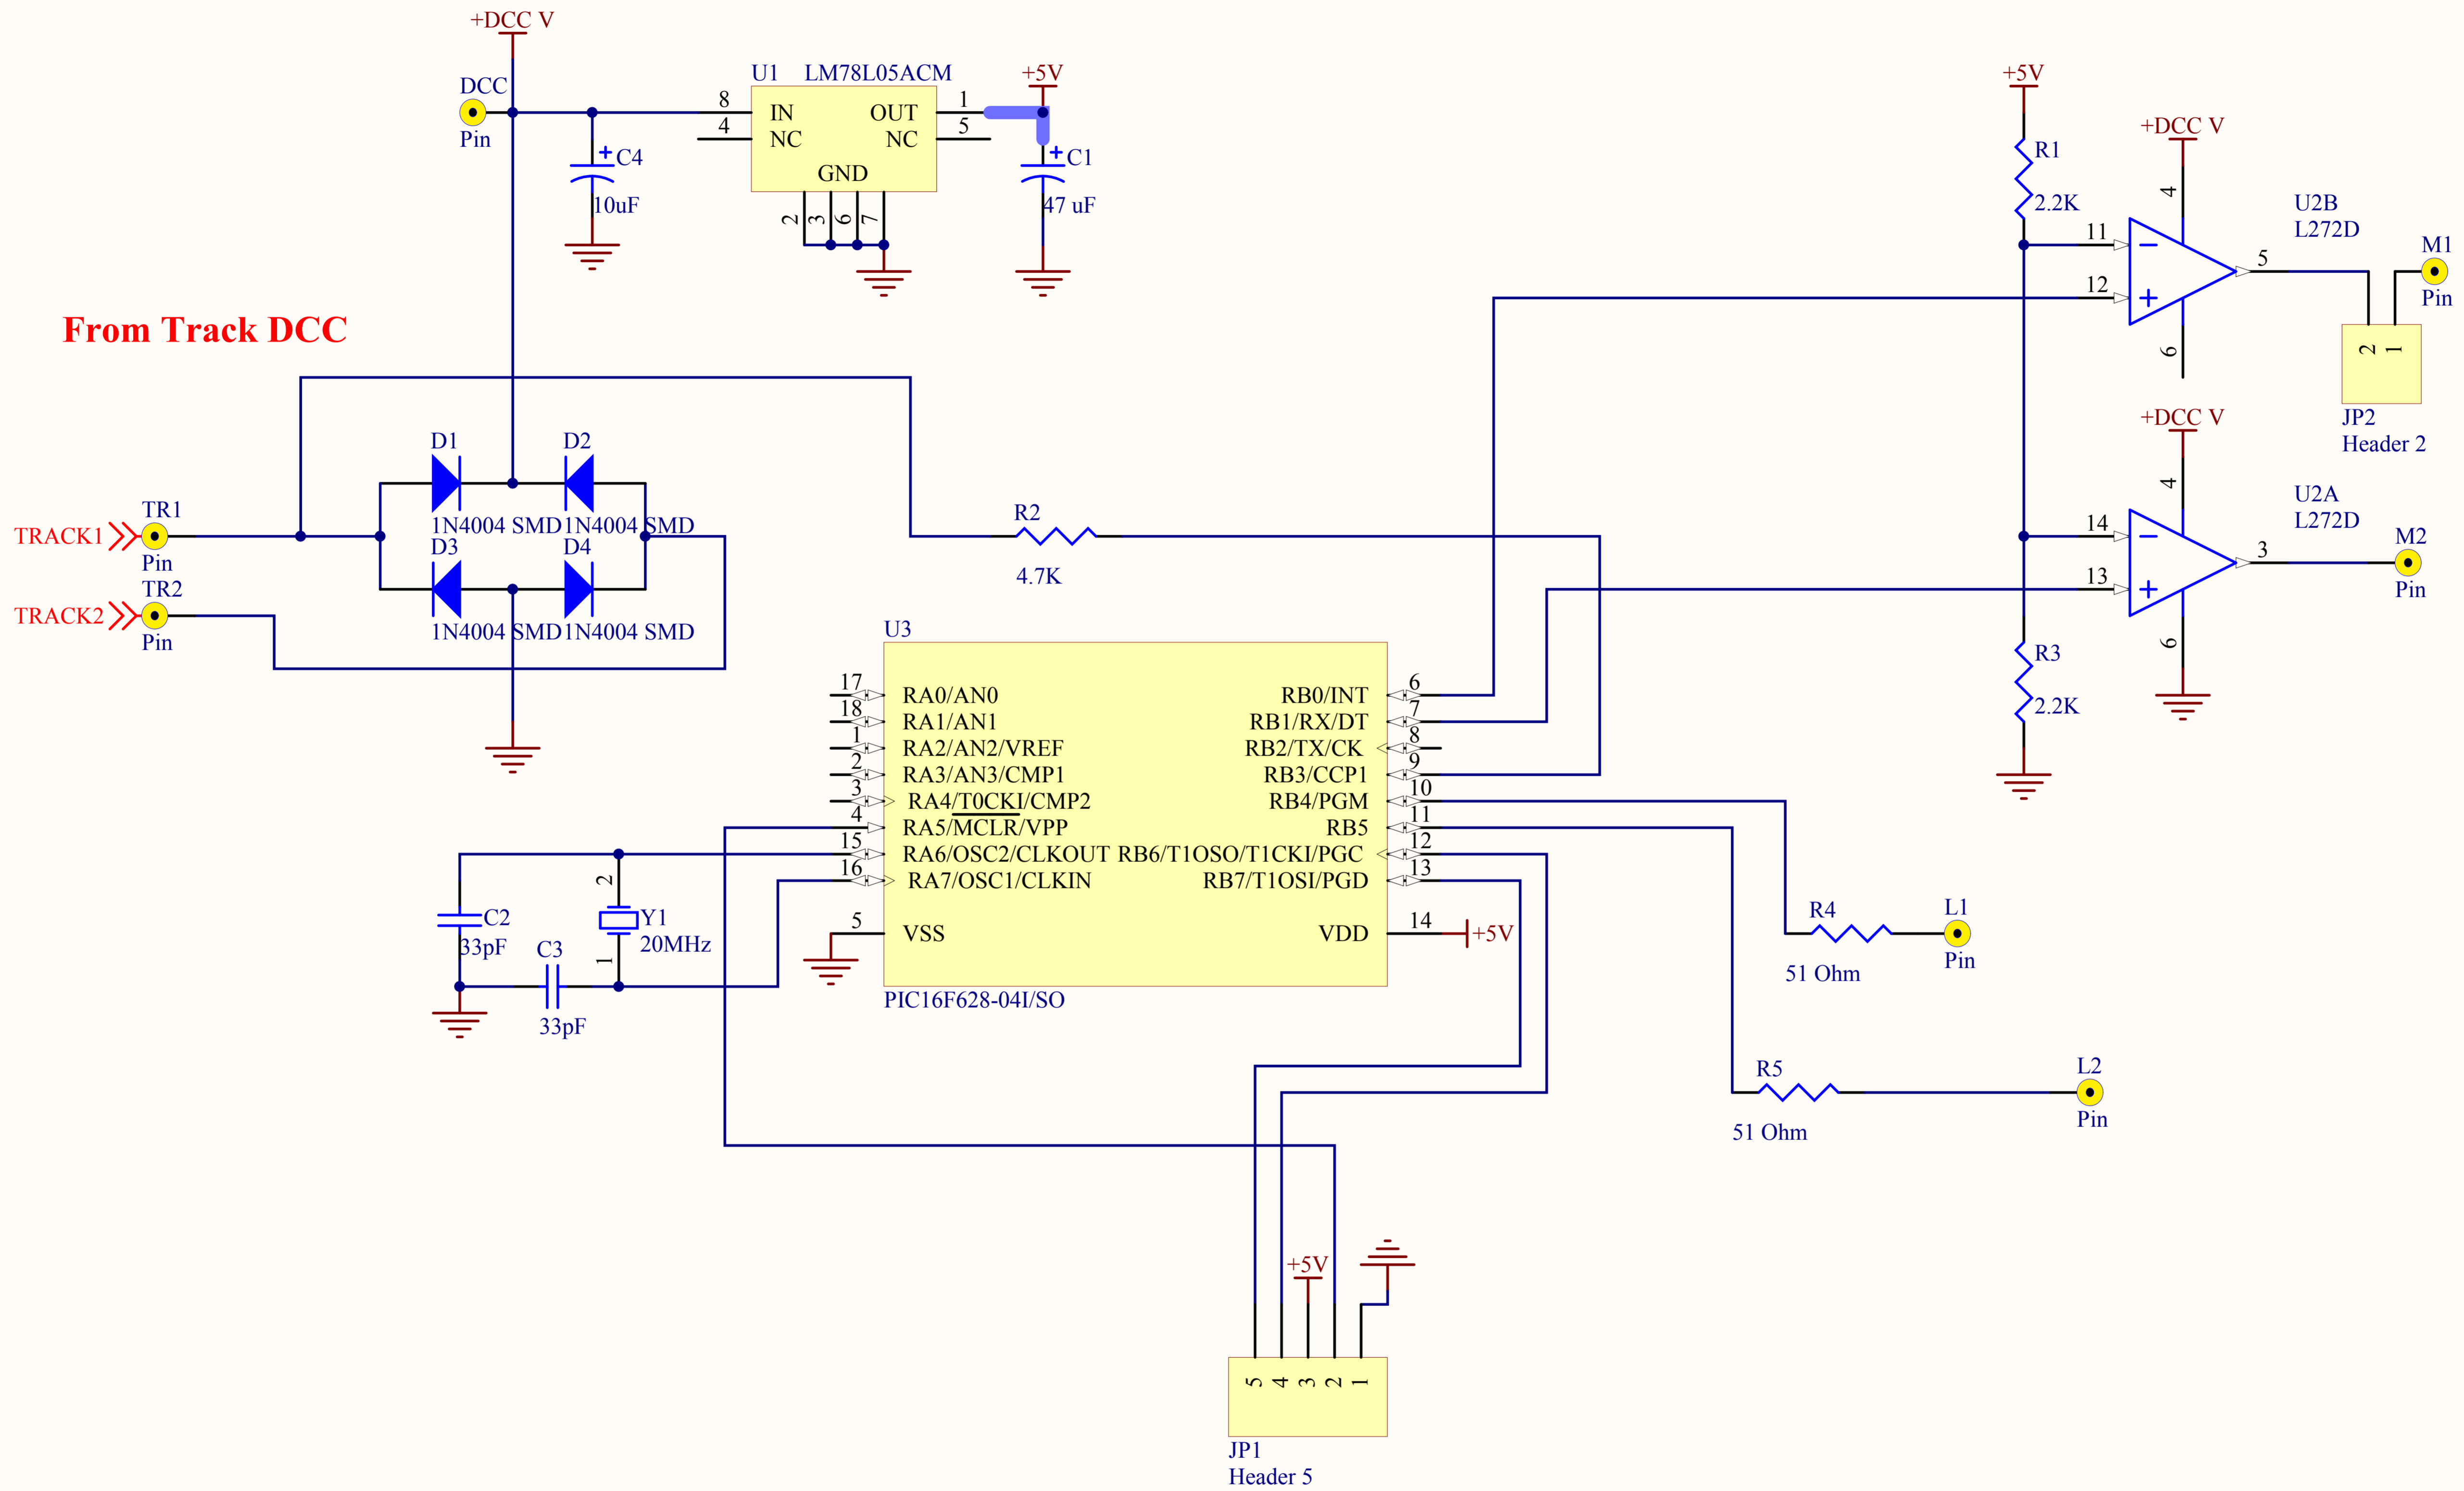 +DCC V
DCC
Pin
U1 LM78L05ACM
8 IN OUT 1
4 NC NC 5
GND
2 3 6 7
+5V
+ C4
10uF
+ C1
47 uF
+5V
R1
2.2K
+DCC V
4
U2B
L272D
11
12
5
6
M1
Pin
2 1
JP2
Header 2
From Track DCC
D1
D2
1N4004 SMD
1N4004 SMD
D3
D4
1N4004 SMD
1N4004 SMD
TRACK1
TR1
Pin
TRACK2
TR2
Pin
R2
4.7K
+DCC V
4
U2A
L272D
14
13
3
6
M2
Pin
R3
2.2K
U3
17 RA0/AN0 RB0/INT 6
18 RA1/AN1 RB1/RX/DT 7
1 RA2/AN2/VREF RB2/TX/CK 8
2 RA3/AN3/CMP1 RB3/CCP1 9
3 RA4/T0CKI/CMP2 RB4/PGM 10
4 RA5/MCLR/VPP RB5 11
15 RA6/OSC2/CLKOUT RB6/T1OSO/T1CKI/PGC 12
16 RA7/OSC1/CLKIN RB7/T1OSI/PGD 13
5 VSS VDD 14 +5V
PIC16F628-04I/SO
C2
33pF
C3
33pF
2
Y1
20MHz
1
R4
51 Ohm
L1
Pin
R5
51 Ohm
L2
Pin
+5V
5 4 3 2 1
JP1
Header 5